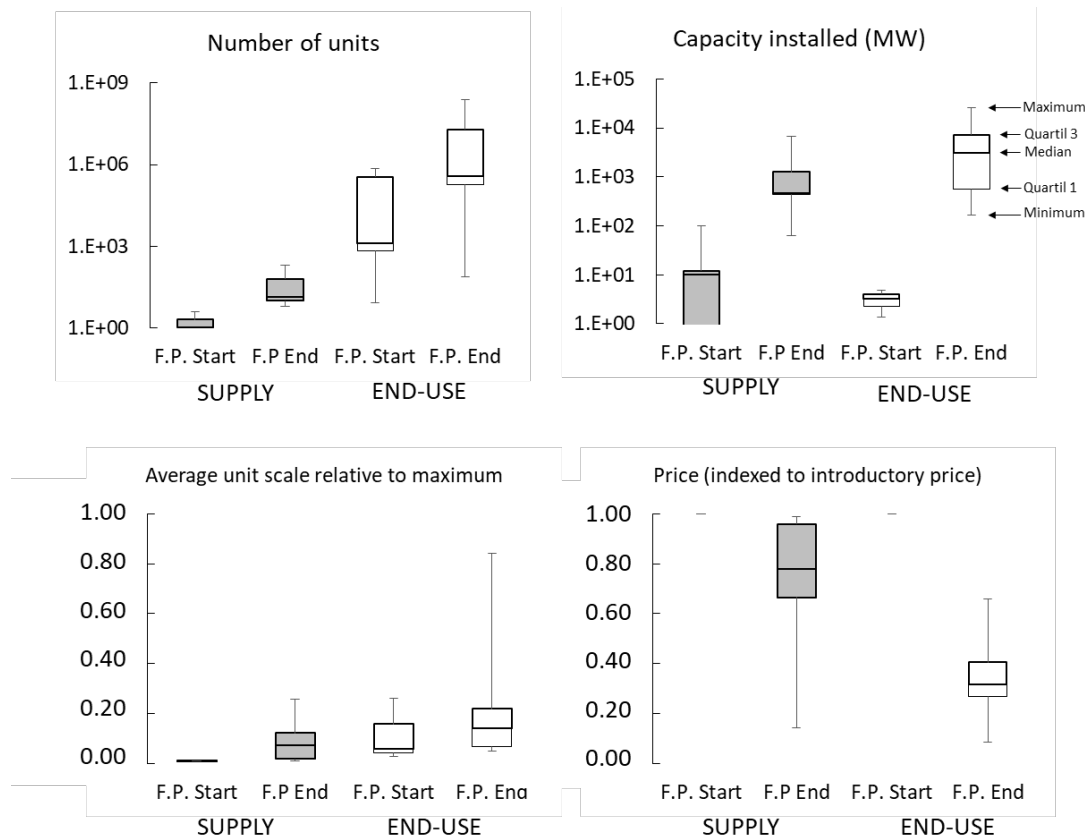 Number of units
1.E+09
1.E+06
1.E+03
1.E+00
F.P. Start F.P End F.P. Start F.P. End
SUPPLY END-USE
Capacity installed (MW)
1.E+05
1.E+04
1.E+03
1.E+02
1.E+01
1.E+00
Maximum
Quartil 3
Median
Quartil 1
Minimum
F.P. Start F.P End F.P. Start F.P. End
SUPPLY END-USE
Average unit scale relative to maximum
1.00
0.80
0.60
0.40
0.20
0.00
F.P. Start F.P End F.P. Start F.P. End
SUPPLY END-USE
Price (indexed to introductory price)
1.00
0.80
0.60
0.40
0.20
0.00
F.P. Start F.P End F.P. Start F.P. End
SUPPLY END-USE